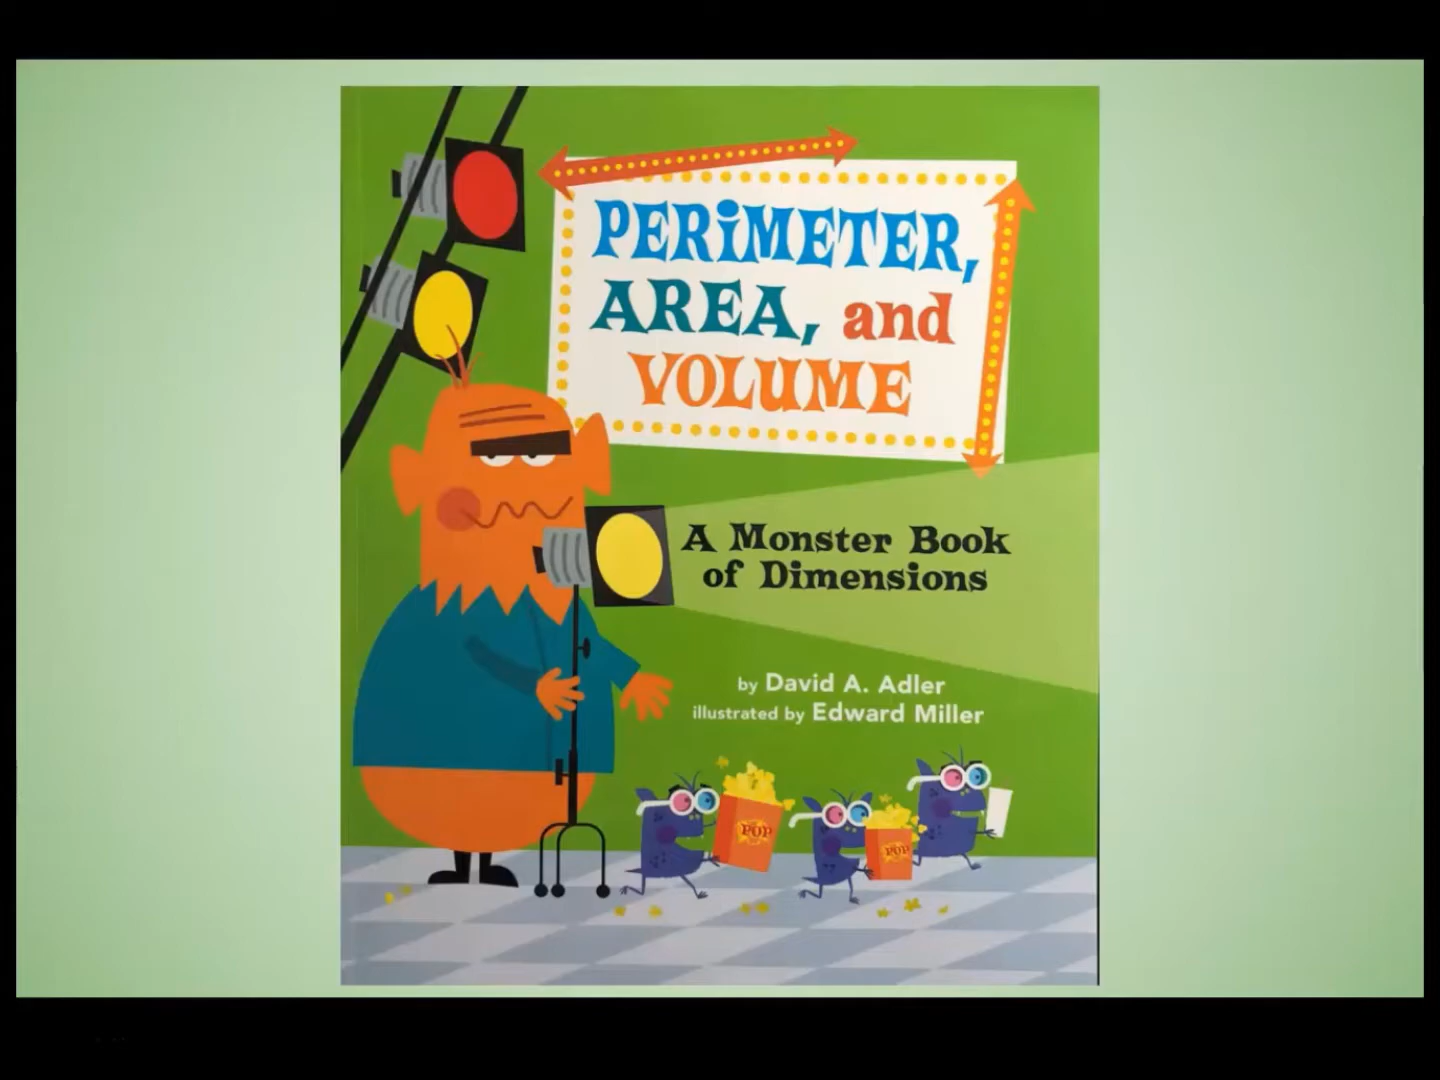 PERiMETER,
AREA, and
VOLUME
A Monster Book
of Dimensions
by David A. Adler
illustrated by Edward Miller
POP
POP